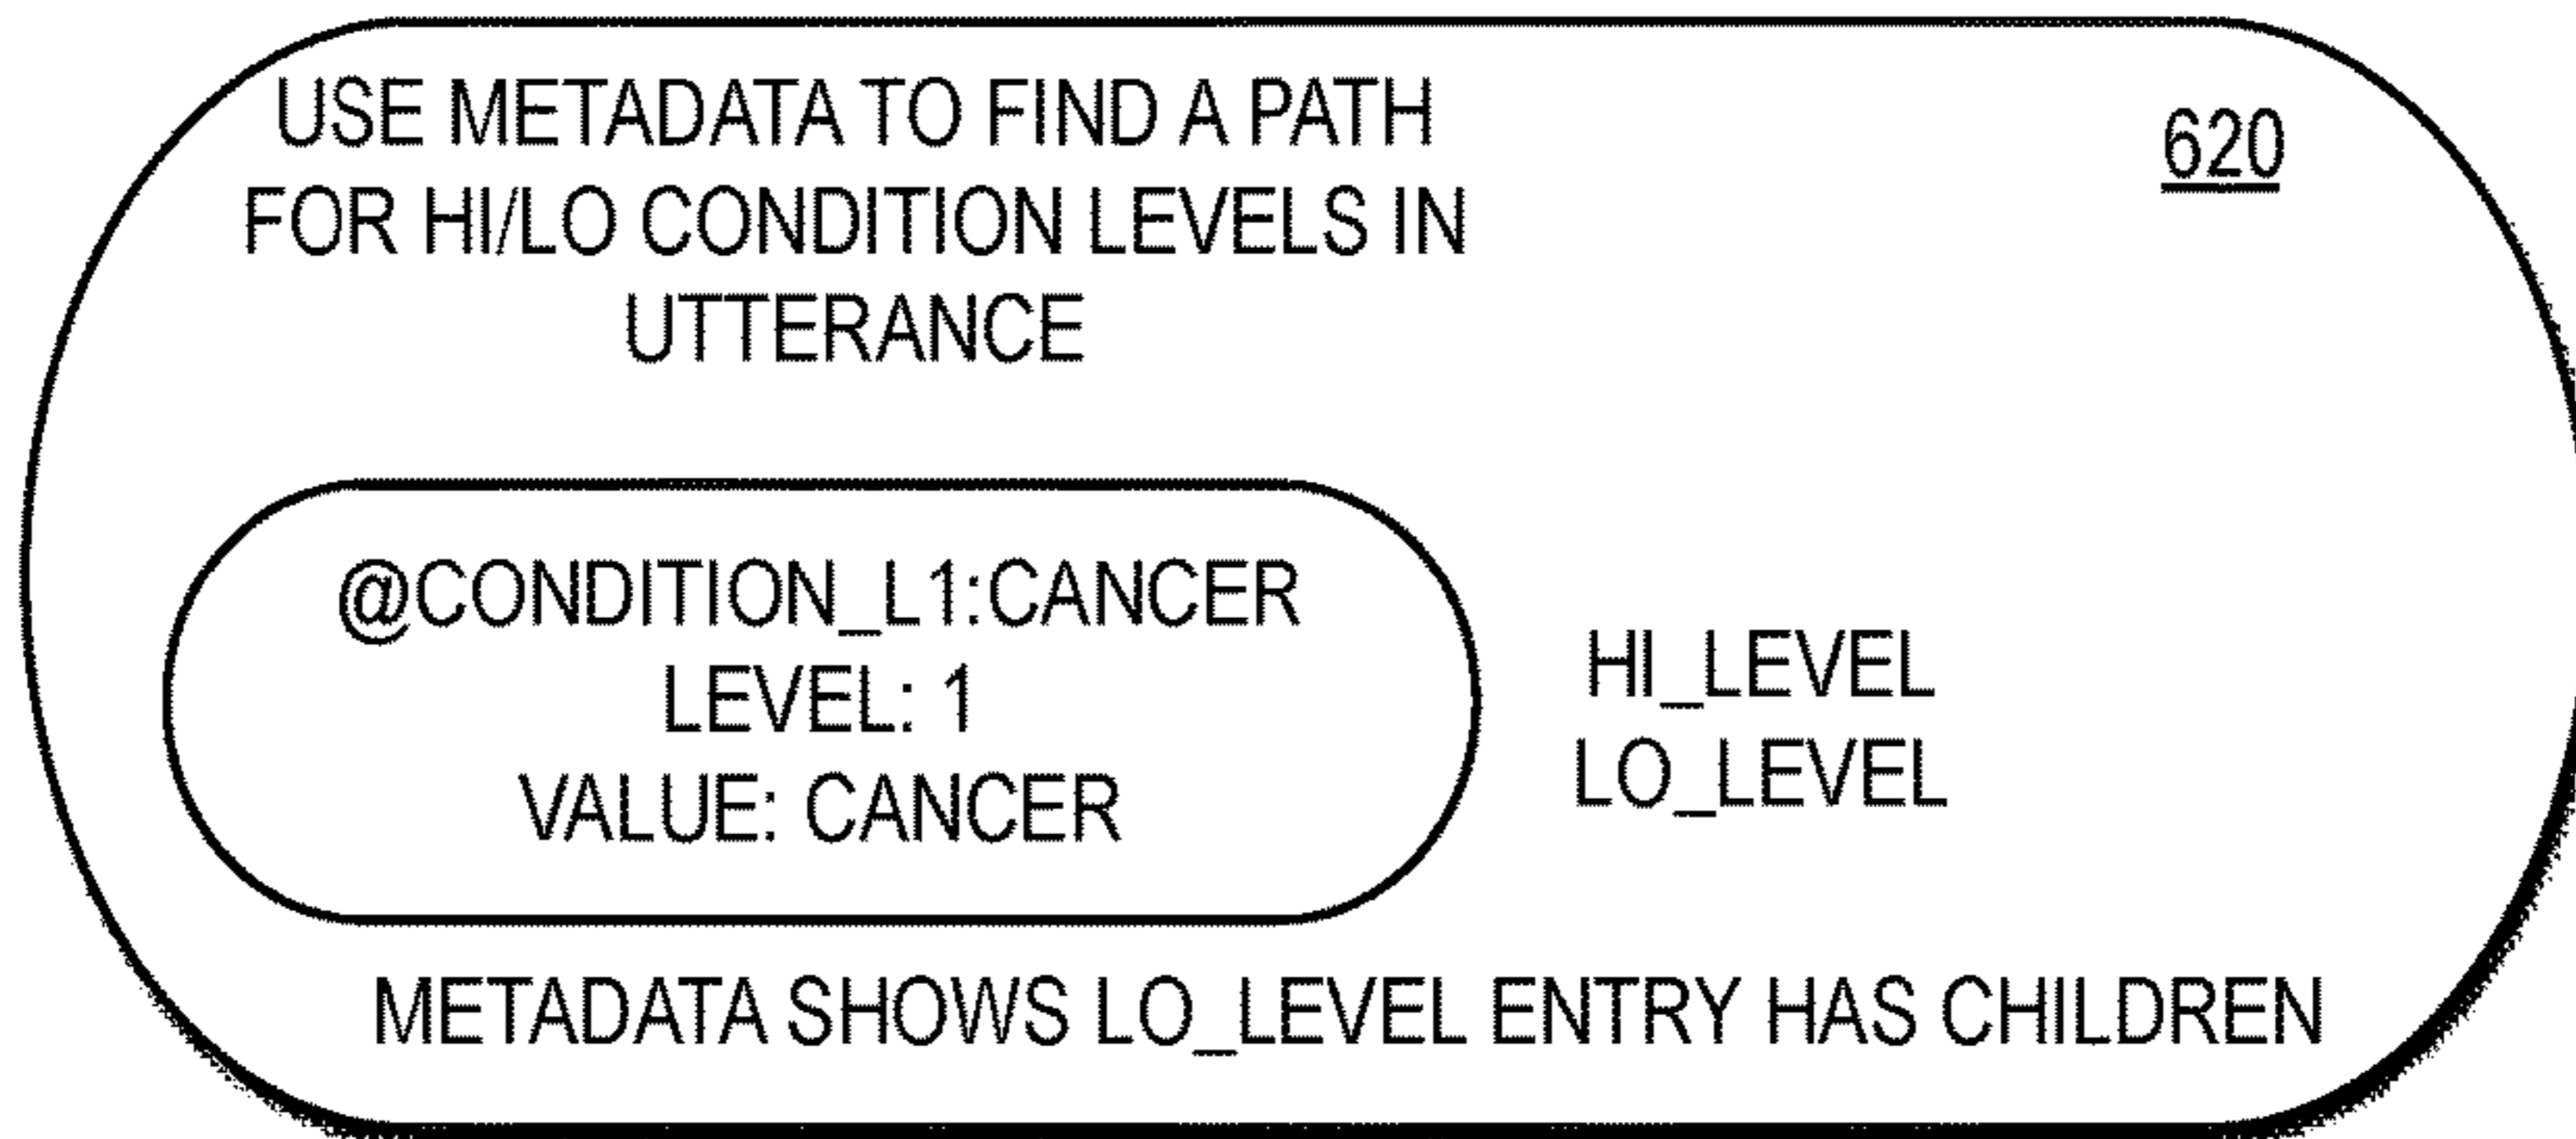 USE METADATA TO FIND A PATH
FOR HI/LO CONDITION LEVELS IN
UTTERANCE
620
@CONDITION_L1:CANCER
LEVEL: 1
VALUE: CANCER
HI_LEVEL
LO_LEVEL
METADATA SHOWS LO_LEVEL ENTRY HAS CHILDREN